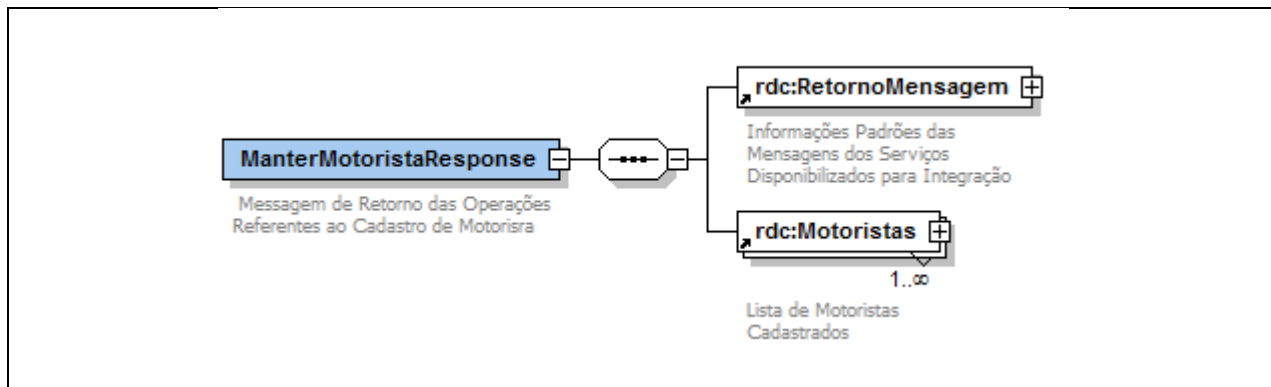 rdc:RetornoMensagem
Informações Padrões das
Mensagens dos Serviços
Disponibilizados para Integração
ManterMotoristaResponse
Messagem de Retorno das Operações
Referentes ao Cadastro de Motorisra
rdc:Motoristas
1..∞
Lista de Motoristas
Cadastrados